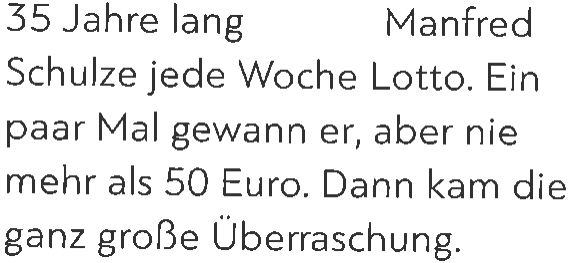 35 Jahre lang Manfred
Schulze jede Woche Lotto. Ein
paar Mal gewann er, aber nie
mehr als 50 Euro. Dann kam die
ganz große Überraschung.